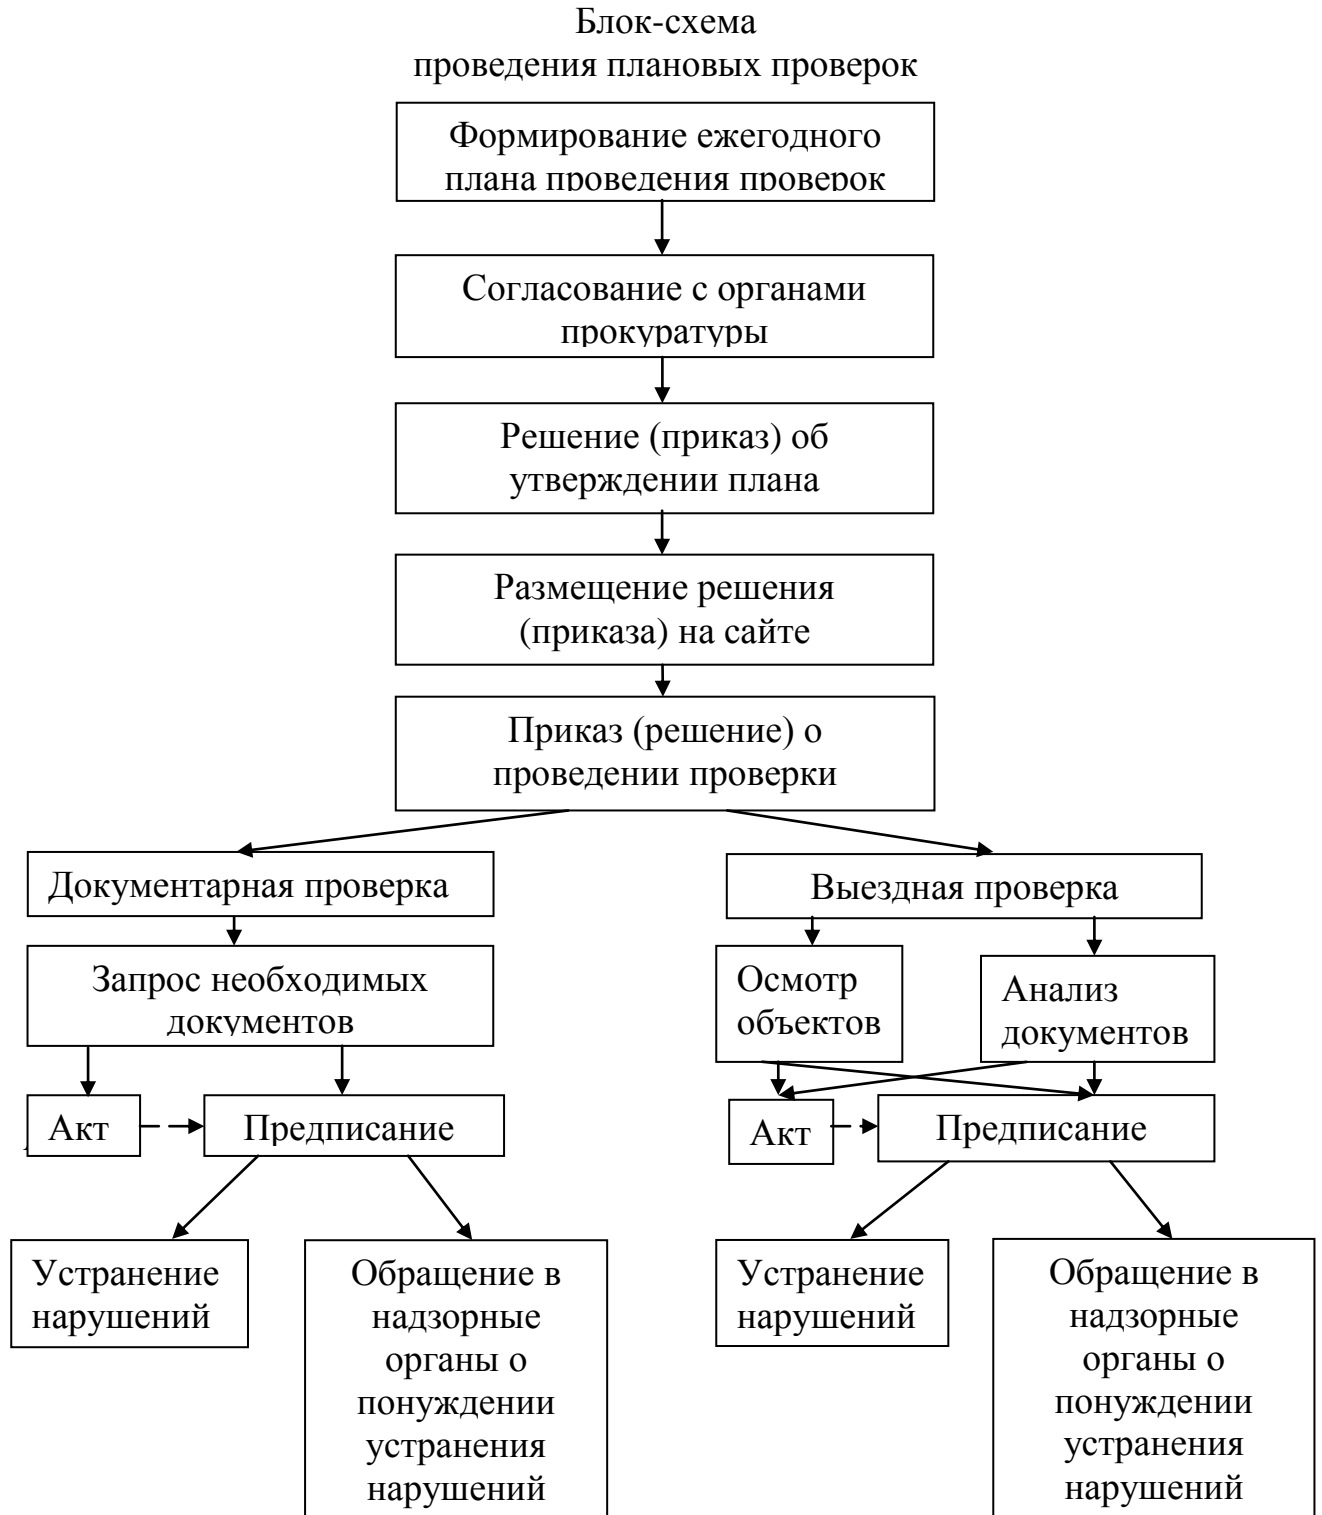 Блок-схема
проведения плановых проверок
Формирование ежегодного
плана проведения проверок
Согласование с органами
прокуратуры
Решение (приказ) об
утверждении плана
Размещение решения
(приказа) на сайте
Приказ (решение) о
проведении проверки
Документарная проверка
Выездная проверка
Запрос необходимых
документов
Осмотр
объектов
Анализ
документов
Акт
Предписание
Акт
Предписание
Устранение
нарушений
Обращение в
надзорные
органы о
понуждении
устранения
нарушений
Устранение
нарушений
Обращение в
надзорные
органы о
понуждении
устранения
нарушений